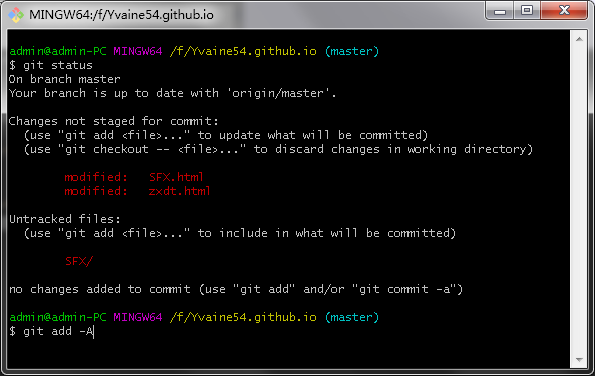 MINGW64:/f/Yvaine54.github.io
admin@admin-PC MINGW64 /f/Yvaine54.github.io (master)
$ git status
On branch master
Your branch is up to date with 'origin/master'.
Changes not staged for commit:
(use "git add <file>..." to update what will be committed)
(use "git checkout -- <file>..." to discard changes in working directory)
modified: SFX.html
modified: zxdt.html
Untracked files:
(use "git add <file>..." to include in what will be committed)
SFX/
no changes added to commit (use "git add" and/or "git commit -a")
admin@admin-PC MINGW64 /f/Yvaine54.github.io (master)
$ git add -A